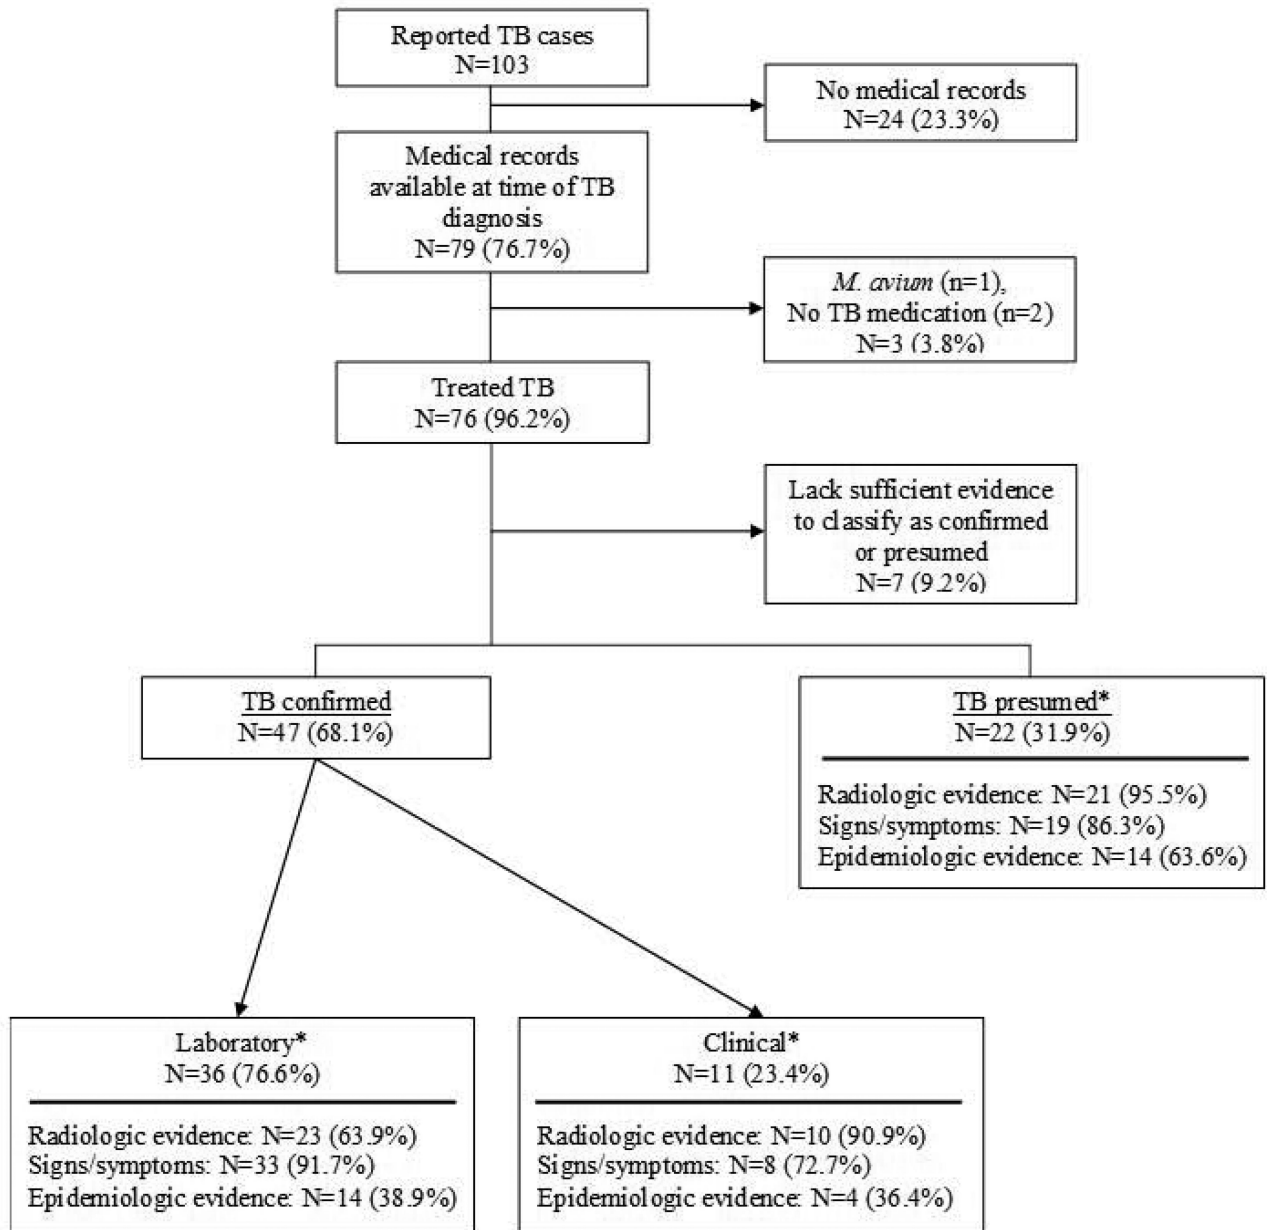 Reported TB cases
N=103
No medical records
N=24 (23.3%)
Medical records
available at time of TB
diagnosis
N=79 (76.7%)
M. avium (n=1),
No TB medication (n=2)
N=3 (3.8%)
Treated TB
N=76 (96.2%)
Lack sufficient evidence
to classify as confirmed
or presumed
N=7 (9.2%)
TB confirmed
N=47 (68.1%)
TB presumed*
N=22 (31.9%)
Radiologic evidence: N=21 (95.5%)
Signs/symptoms: N=19 (86.3%)
Epidemiologic evidence: N=14 (63.6%)
Laboratory*
N=36 (76.6%)
Radiologic evidence: N=23 (63.9%)
Signs/symptoms: N=33 (91.7%)
Epidemiologic evidence: N=14 (38.9%)
Clinical*
N=11 (23.4%)
Radiologic evidence: N=10 (90.9%)
Signs/symptoms: N=8 (72.7%)
Epidemiologic evidence: N=4 (36.4%)